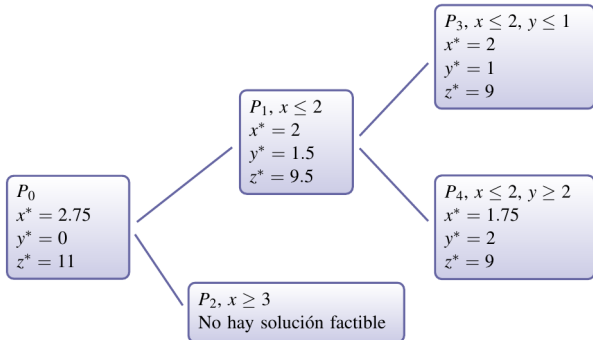 P₀
x* = 2.75
y* = 0
z* = 11
P₁, x ≤ 2
x* = 2
y* = 1.5
z* = 9.5
P₂, x ≥ 3
No hay solución factible
P₃, x ≤ 2, y ≤ 1
x* = 2
y* = 1
z* = 9
P₄, x ≤ 2, y ≥ 2
x* = 1.75
y* = 2
z* = 9